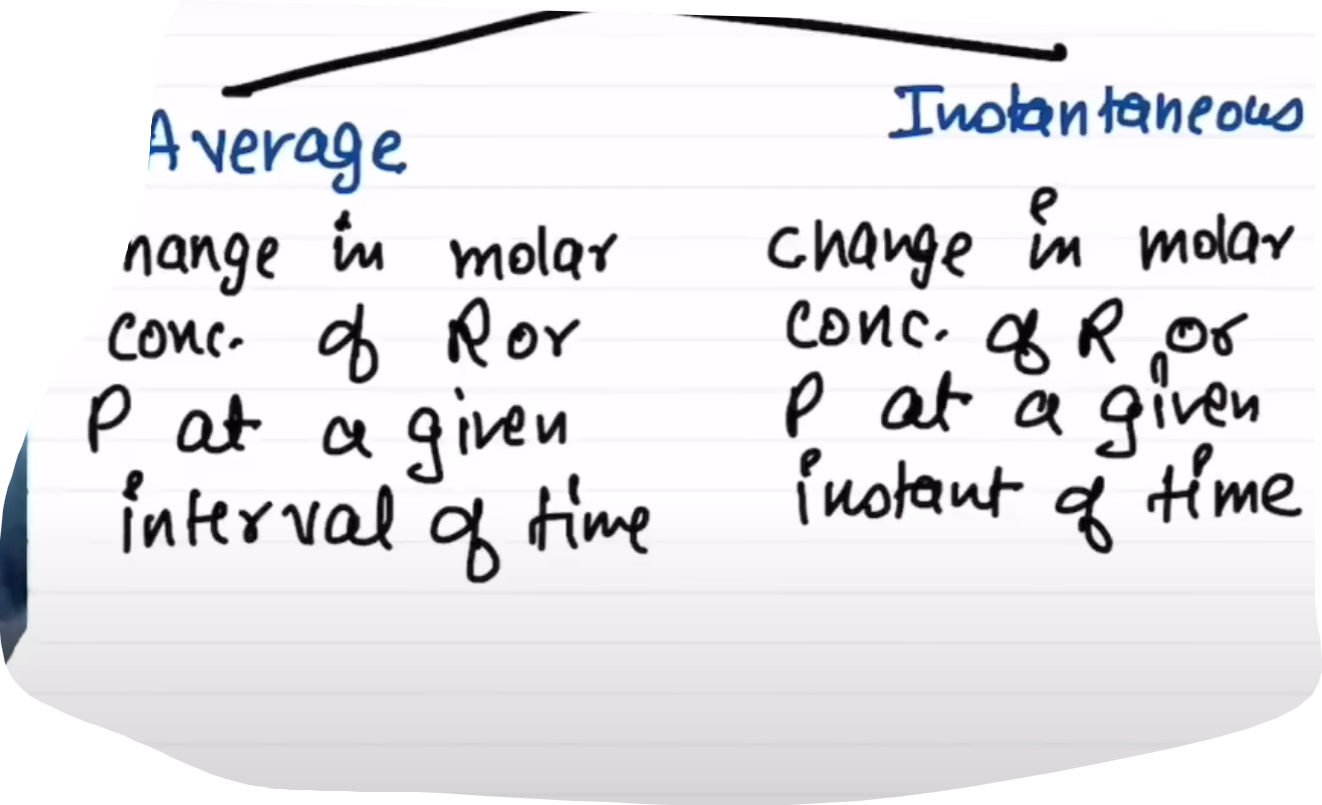 Average
Instantaneous
hange in molar
conc. of R or
P at a given
interval of time
change in molar
conc. of R or
P at a given
instant of time